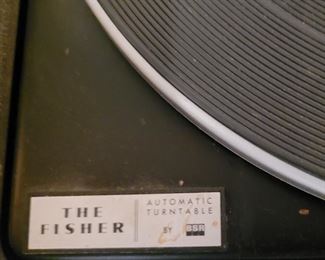 THE
FISHER
AUTOMATIC
TURNTABLE
BY BSR